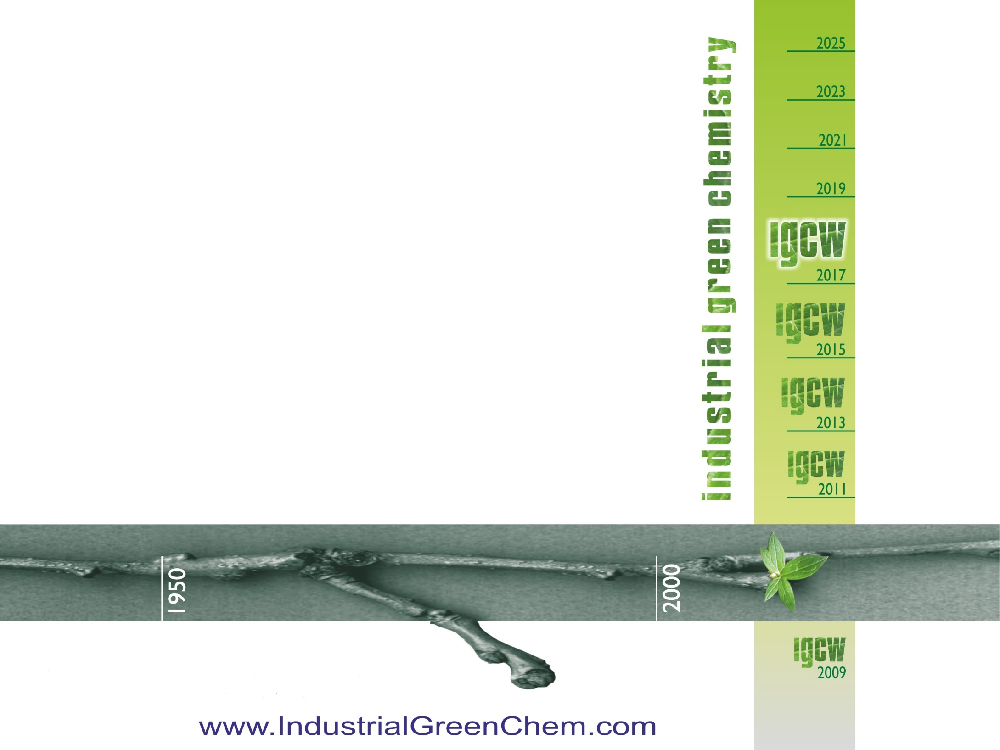 industrial green chemistry
2025
2023
2021
2019
igcw
2017
igcw
2015
igcw
2013
igcw
2011
1950
2000
igcw
2009
www.IndustrialGreenChem.com